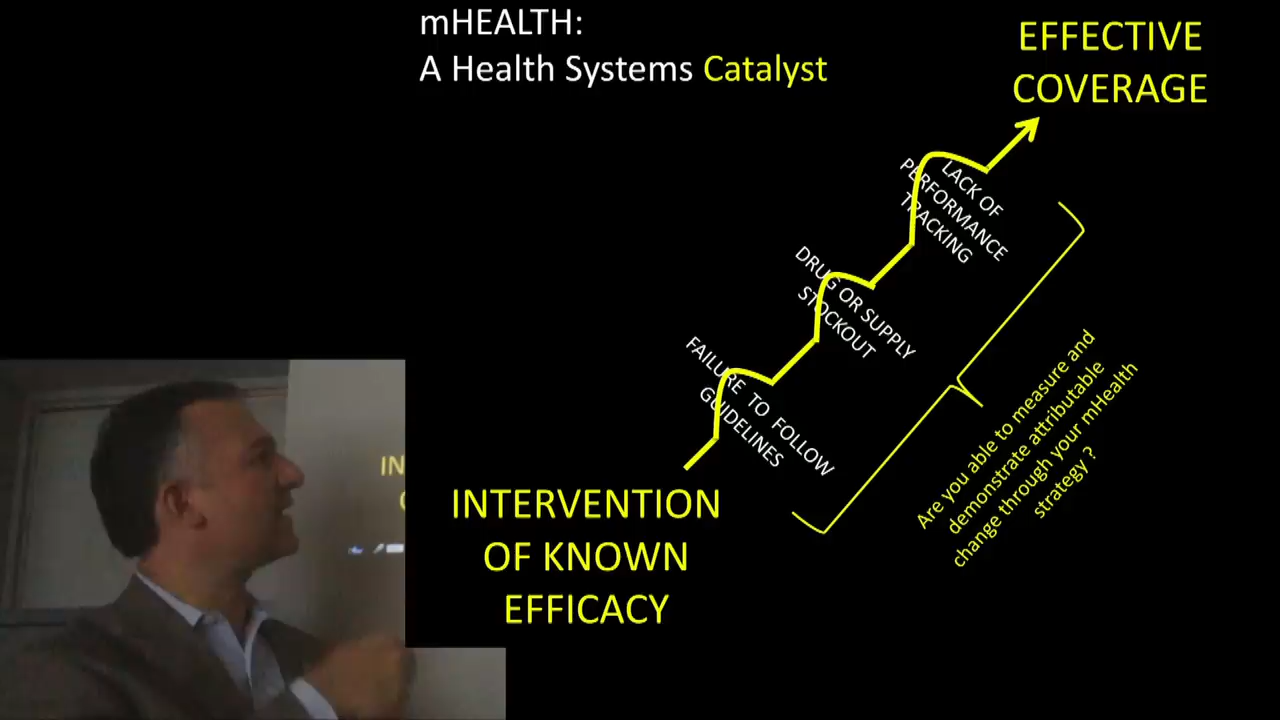 mHEALTH:
A Health Systems Catalyst
EFFECTIVE
COVERAGE
LACK OF
PERFORMANCE
TRACKING
DRUG OR SUPPLY
STOCKOUT
FAILURE TO FOLLOW
GUIDELINES
INTERVENTION
OF KNOWN
EFFICACY
Are you able to measure and
demonstrate attributable
change through your mHealth
strategy ?
IN